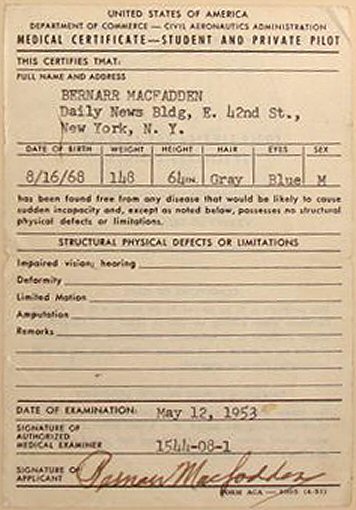 UNITED STATES OF AMERICA
DEPARTMENT OF COMMERCE — CIVIL AERONAUTICS ADMINISTRATION
MEDICAL CERTIFICATE—STUDENT AND PRIVATE PILOT
THIS CERTIFIES THAT:
FULL NAME AND ADDRESS
BERNARR MACFADDEN
Daily News Bldg, E. 42nd St.,
New York, N. Y.
DATE OF BIRTH WEIGHT HEIGHT HAIR EYES SEX
8/16/68 148 64IN. Gray Blue M
has been found free from any disease that would be likely to cause
sudden incapacity and, except as noted below, possesses no structural
physical defects or limitations.
STRUCTURAL PHYSICAL DEFECTS OR LIMITATIONS
Impaired vision; hearing
Deformity
Limited Motion
Amputation
Remarks
DATE OF EXAMINATION: May 12, 1953
SIGNATURE OF
AUTHORIZED
MEDICAL EXAMINER 1544-08-1
SIGNATURE OF
APPLICANT Bernarr Macfadden
FORM ACA — (4-51)